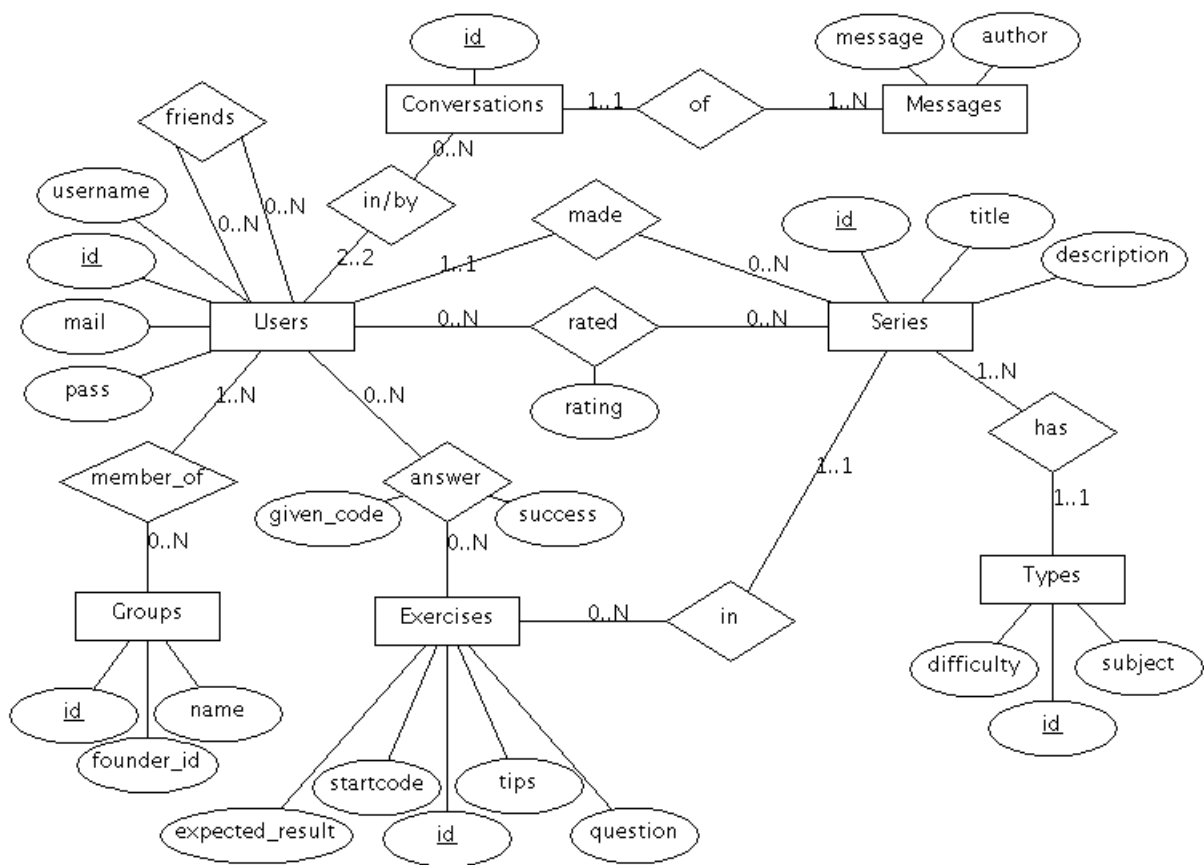 id
message
author
Conversations
1..1
of
1..N
Messages
friends
0..N
in/by
username
0..N
0..N
made
id
title
id
2..2
1..1
0..N
description
mail
Users
0..N
rated
0..N
Series
pass
1..N
0..N
rating
1..N
has
member_of
answer
1..1
given_code
success
1..1
0..N
0..N
Types
Groups
Exercises
0..N
in
difficulty
subject
id
name
id
founder_id
startcode
tips
expected_result
id
question